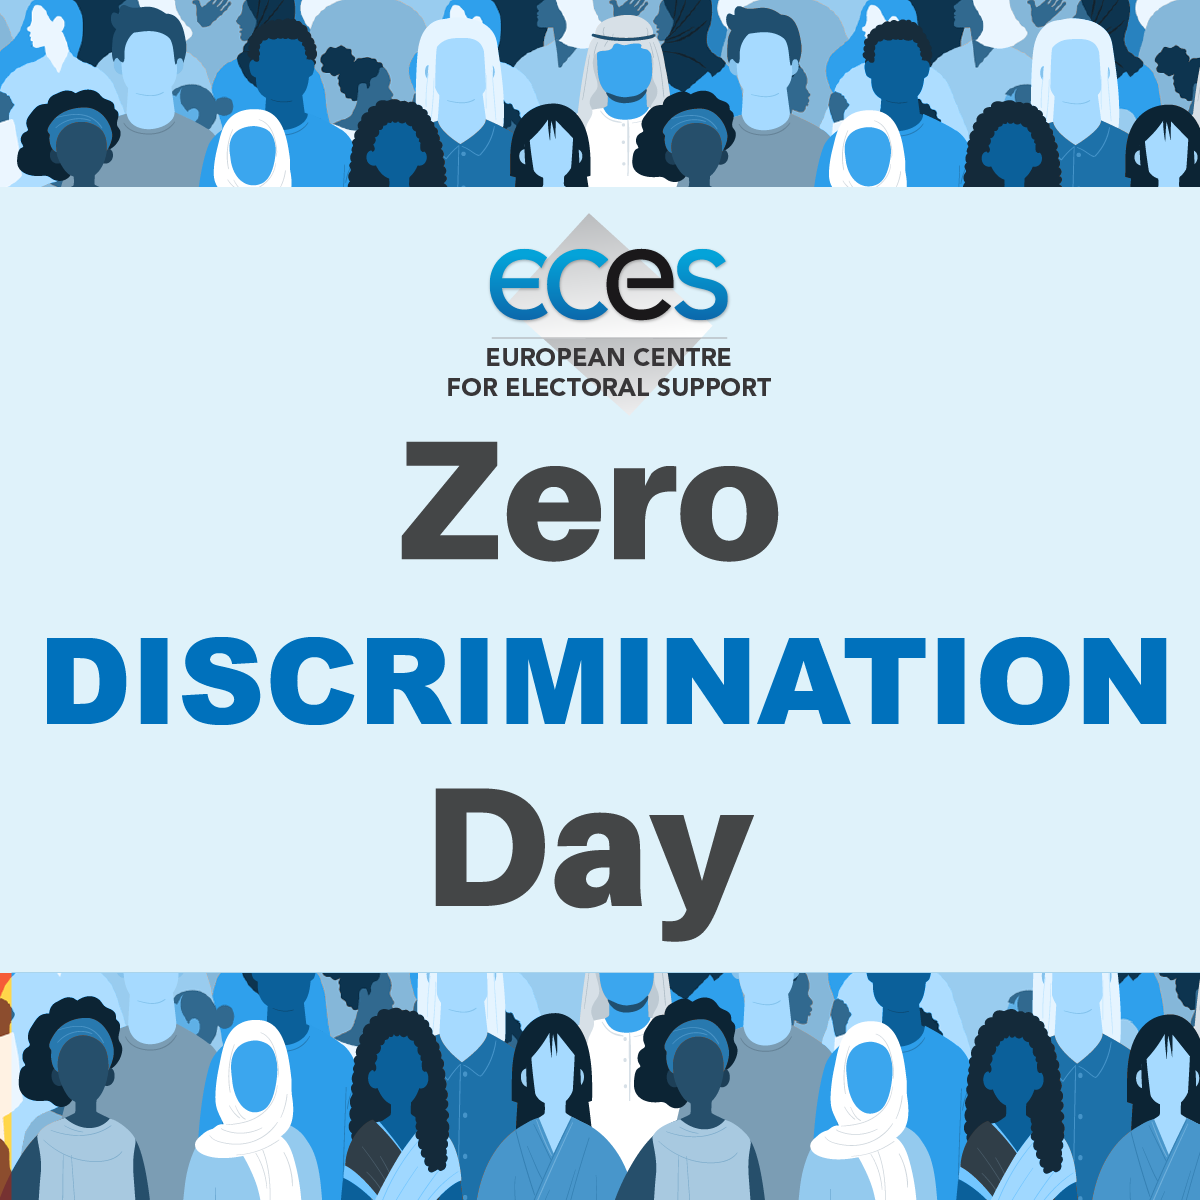 eces
EUROPEAN CENTRE
FOR ELECTORAL SUPPORT
Zero
DISCRIMINATION
Day